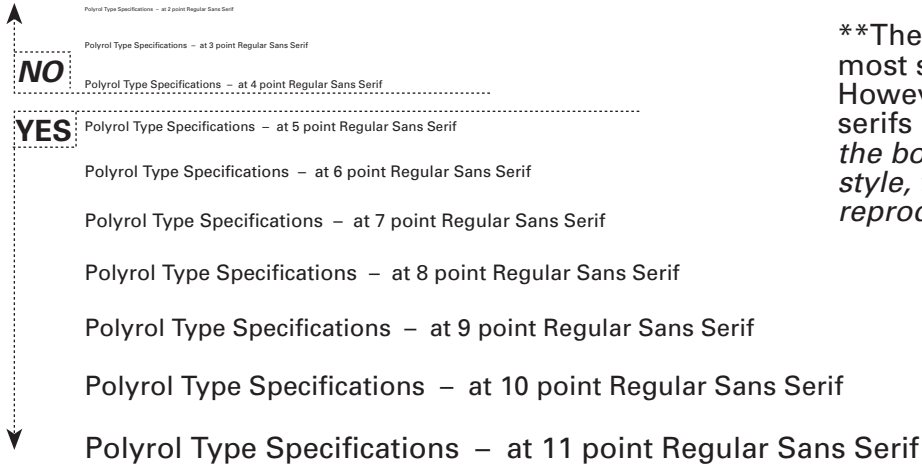 Polyrol Type Specifications – at 2 point Regular Sans Serif
Polyrol Type Specifications – at 3 point Regular Sans Serif
NO
Polyrol Type Specifications – at 4 point Regular Sans Serif
YES
Polyrol Type Specifications – at 5 point Regular Sans Serif
Polyrol Type Specifications – at 6 point Regular Sans Serif
Polyrol Type Specifications – at 7 point Regular Sans Serif
Polyrol Type Specifications – at 8 point Regular Sans Serif
Polyrol Type Specifications – at 9 point Regular Sans Serif
Polyrol Type Specifications – at 10 point Regular Sans Serif
Polyrol Type Specifications – at 11 point Regular Sans Serif
**The
most
serifs
the
style,